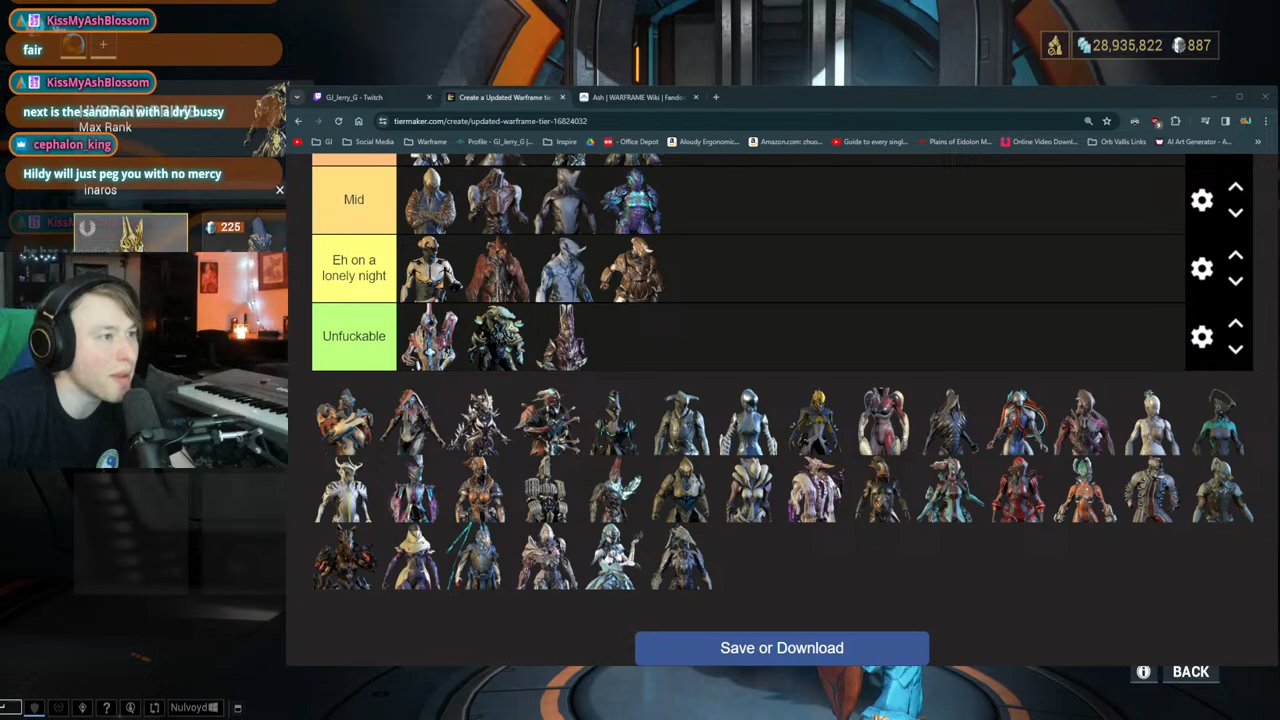 KissMyAshBlossom
fair
KissMyAshBlossom
next is the sandman with a dry bussy
Max Rank
cephalon_king
Hildy will just peg you with no mercy
Inaros
225
28,935,822 887
GJ_Jerry_G - Twitch
Create a Updated Warframe tie
Ash | WARFRAME Wiki | Fando
tiermaker.com/create/updated-warframe-tier-16824032
GJ
Social Media
Warframe
Profile - GJ_Jerry_G |...
Inspire
- Office Depot
Aloudy Ergonomic...
Amazon.com: chuo...
Guide to every singl...
Plains of Eidolon M...
Online Video Downl...
Orb Vallis Links
AI Art Generator - A...
Mid
Eh on a
lonely night
Unfuckable
Save or Download
BACK
Nulvoyd